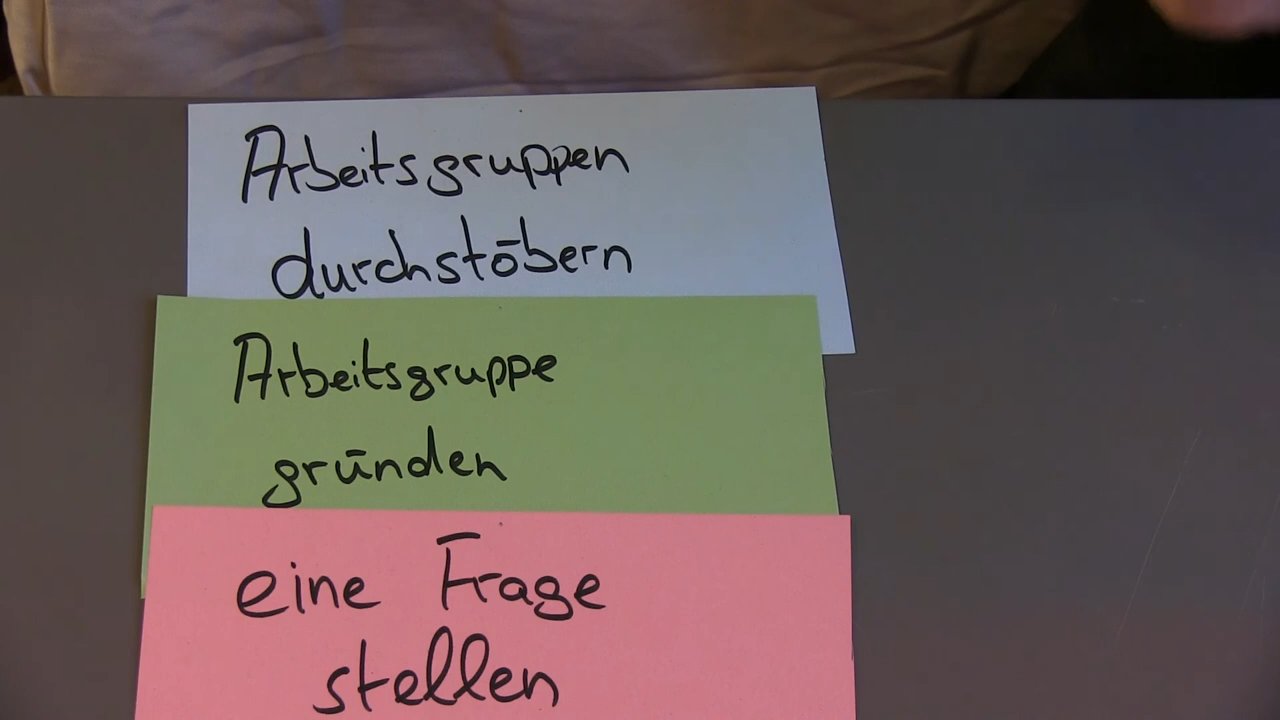 Arbeitsgruppen
durchstöbern
Arbeitsgruppe
gründen
eine Frage
stellen